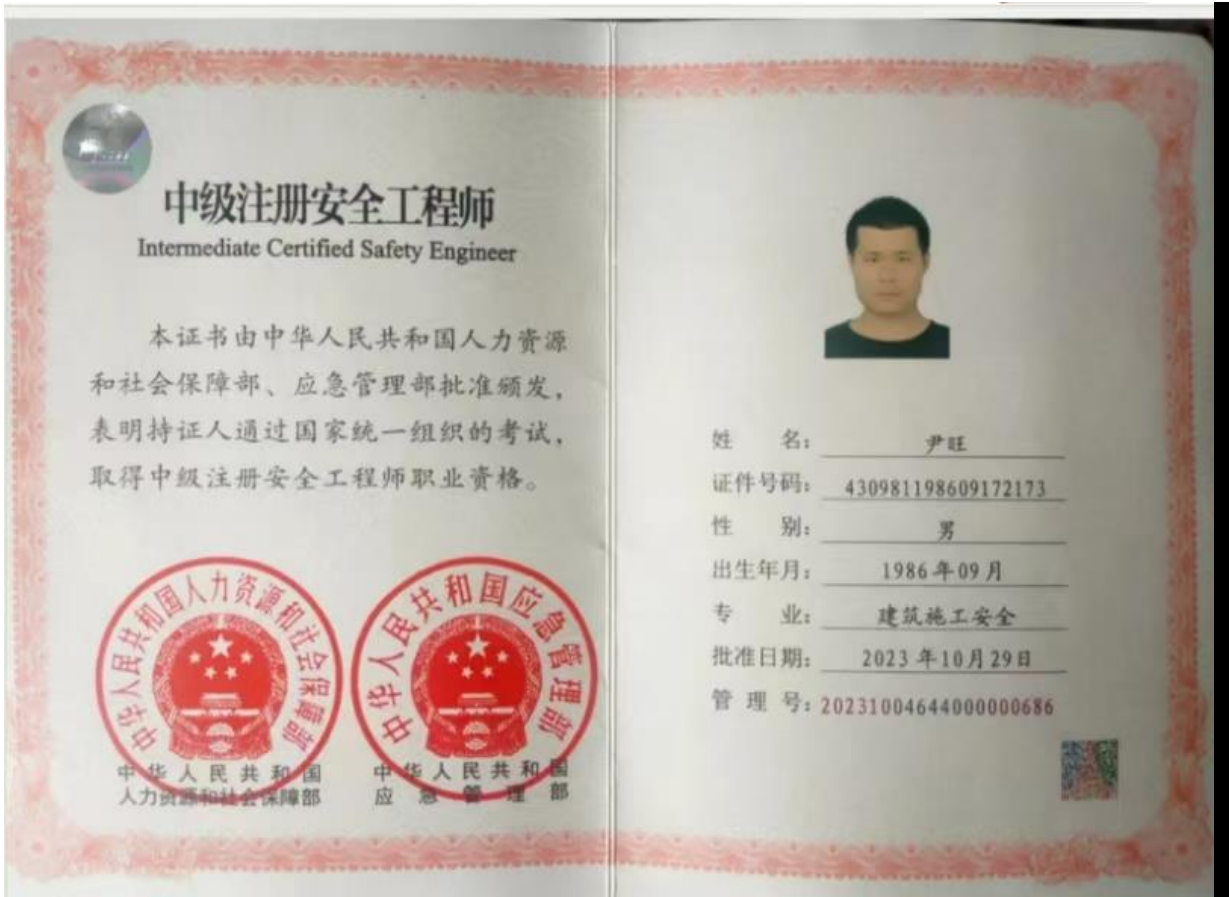 中级注册安全工程师
Intermediate Certified Safety Engineer
本证书由中华人民共和国人力资源
和社会保障部、应急管理部批准颁发，
表明持证人通过国家统一组织的考试，
取得中级注册安全工程师职业资格。
中华人民共和国人力资源和社会保障部
中华人民共和国应急管理部
中华人民共和国
人力资源和社会保障部
中华人民共和国
应急管理部
姓名：尹旺
证件号码：430981198609172173
性别：男
出生年月：1986年09月
专业：建筑施工安全
批准日期：2023年10月29日
管理号：20231004644000000686